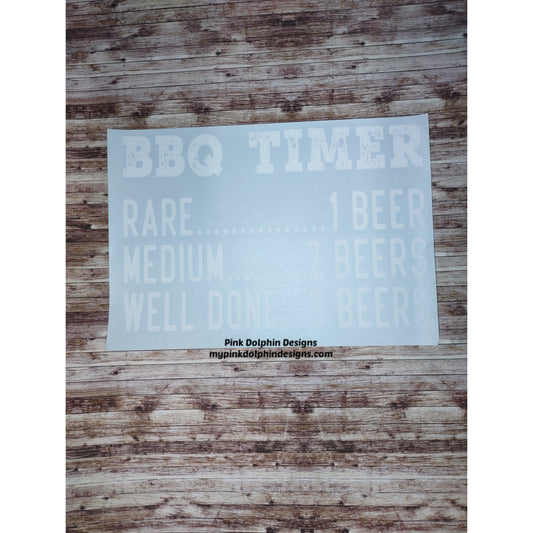 BBQ TIMER
RARE...............1 BEER
MEDIUM..... 2 BEERS
WELL DONE BEERS
Pink Dolphin Designs
mypinkdolphindesigns.com